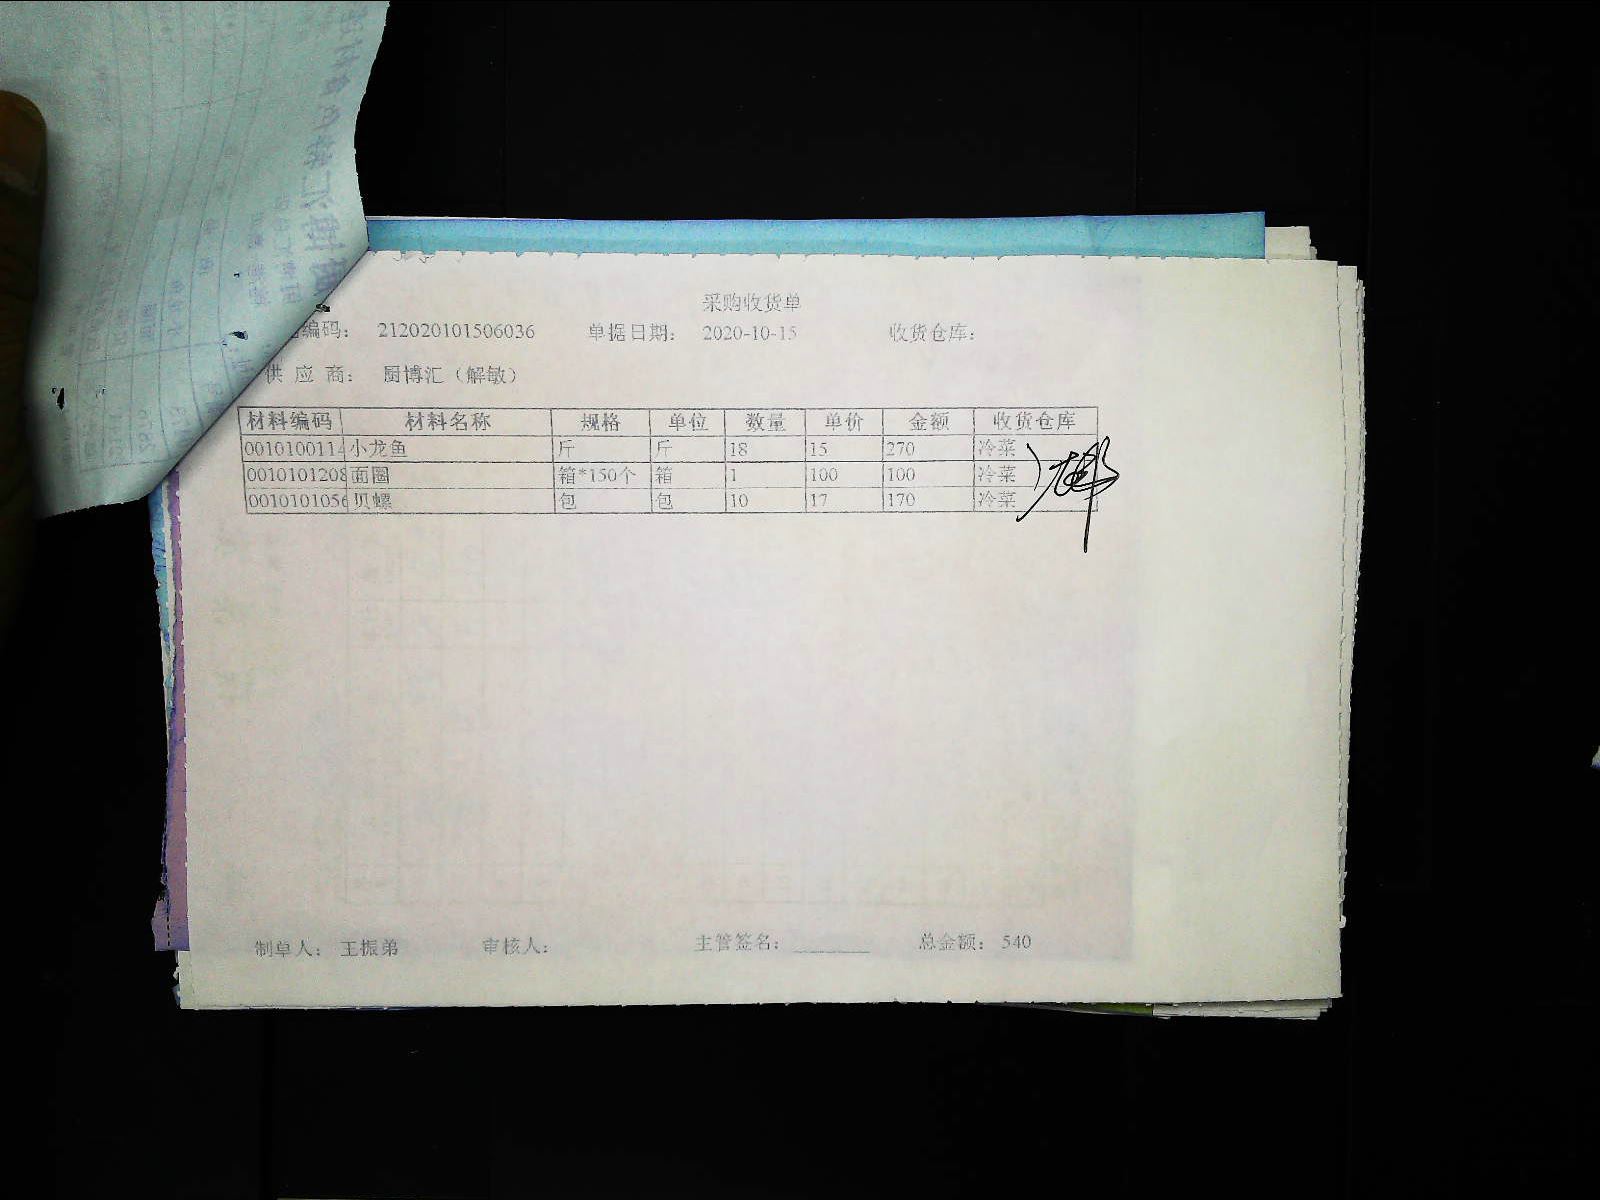 采购收货单
编码： 212020101506036 单据日期： 2020-10-15 收货仓库：
供应商： 厨博汇（解敏）
材料编码 材料名称 规格 单位 数量 单价 金额 收货仓库
0010100114 小龙鱼 斤 斤 18 15 270 冷菜
0010101208 面圈 箱*150个 箱 1 100 100 冷菜
0010101056 贝螺 包 包 10 17 170 冷菜
制单人： 王振弟 审核人： 主管签名： 总金额： 540